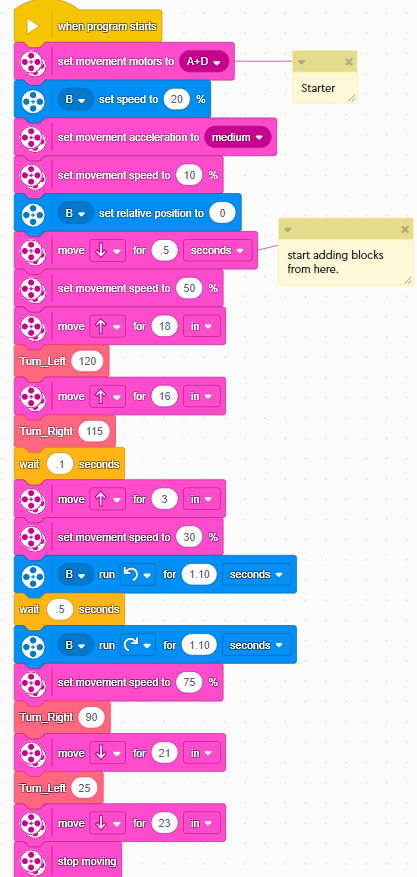 when program starts
set movement motors to A+D
Starter
B set speed to 20 %
set movement acceleration to medium
set movement speed to 10 %
B set relative position to 0
move for .5 seconds
start adding blocks
from here.
set movement speed to 50 %
move for 18 in
Turn_Left 120
move for 16 in
Turn_Right 115
wait .1 seconds
move for 3 in
set movement speed to 30 %
B run for 1.10 seconds
wait .5 seconds
B run for 1.10 seconds
set movement speed to 75 %
Turn_Right 90
move for 21 in
Turn_Left 25
move for 23 in
stop moving